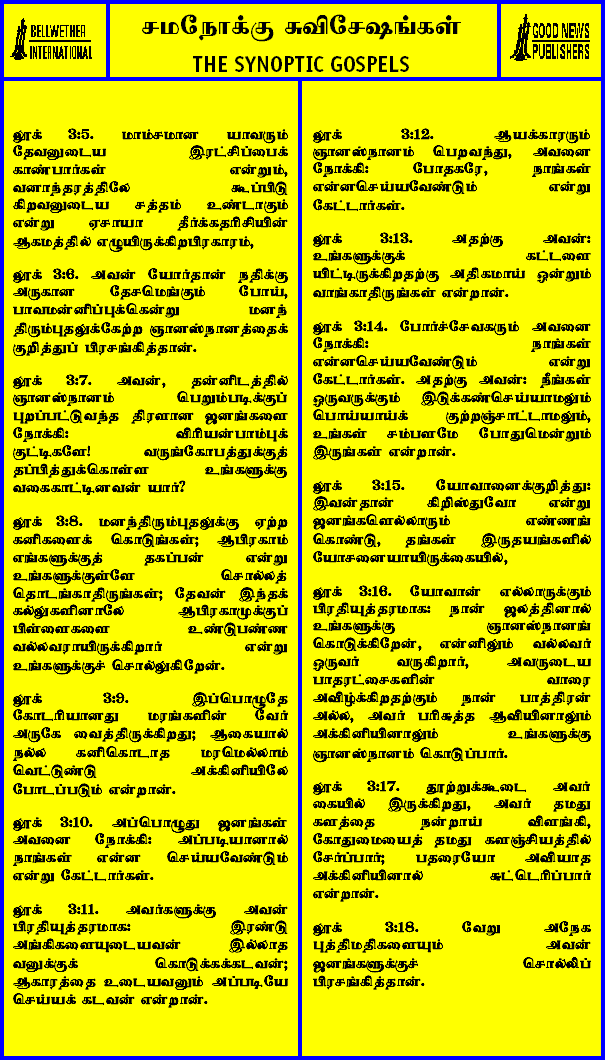 BELLWETHER
INTERNATIONAL
சமநோக்கு சுவிசேஷங்கள்
THE SYNOPTIC GOSPELS
GOOD NEWS
PUBLISHERS
லூக் 3:5. மாம்சமான யாவரும்
தேவனுடைய இரட்சிப்பைக்
காண்பார்கள் என்றும்,
வனாந்தரத்திலே கூப்பிடு
கிறவனுடைய சத்தம் உண்டாகும்
என்று ஏசாயா தீர்க்கதரிசியின்
ஆகமத்தில் எழுயிருக்கிறபிரகாரம்,
லூக் 3:6. அவன் யோர்தான் நதிக்கு
அருகான தேசமெங்கும் போய்,
பாவமன்னிப்புக்கென்று மனந்
திரும்புதலுக்கேற்ற ஞானஸ்நானத்தைக்
குறித்துப் பிரசங்கித்தான்.
லூக் 3:7. அவன், தன்னிடத்தில்
ஞானஸ்நானம் பெறும்படிக்குப்
புறப்பட்டுவந்த திரளான ஜனங்களை
நோக்கி: விரியன்பாம்புக்
குட்டிகளே! வருங்கோபத்துக்குத்
தப்பித்துக்கொள்ள உங்களுக்கு
வகைகாட்டினவன் யார்?
லூக் 3:8. மனந்திரும்புதலுக்கு ஏற்ற
கனிகளைக் கொடுங்கள்; ஆபிரகாம்
எங்களுக்குத் தகப்பன் என்று
உங்களுக்குள்ளே சொல்லத்
தொடங்காதிருங்கள்; தேவன் இந்தக்
கல்லுகளினாலே ஆபிரகாமுக்குப்
பிள்ளைகளை உண்டுபண்ண
வல்லவராயிருக்கிறார் என்று
உங்களுக்குச் சொல்லுகிறேன்.
லூக் 3:9. இப்பொழுதே
கோடரியானது மரங்களின் வேர்
அருகே வைத்திருக்கிறது; ஆகையால்
நல்ல கனிகொடாத மரமெல்லாம்
வெட்டுண்டு அக்கினியிலே
போடப்படும் என்றான்.
லூக் 3:10. அப்பொழுது ஜனங்கள்
அவனை நோக்கி: அப்படியானால்
நாங்கள் என்ன செய்யவேண்டும்
என்று கேட்டார்கள்.
லூக் 3:11. அவர்களுக்கு அவன்
பிரதியுத்தரமாக: இரண்டு
அங்கிகளையுடையவன் இல்லாத
வனுக்குக் கொடுக்கக்கடவன்;
ஆகாரத்தை உடையவனும் அப்படியே
செய்யக் கடவன் என்றான்.
லூக் 3:12. ஆயக்காரரும்
ஞானஸ்நானம் பெறவந்து, அவனை
நோக்கி: போதகரே, நாங்கள்
என்னசெய்யவேண்டும் என்று
கேட்டார்கள்.
லூக் 3:13. அதற்கு அவன்:
உங்களுக்குக் கட்டளை
யிட்டிருக்கிறதற்கு அதிகமாய் ஒன்றும்
வாங்காதிருங்கள் என்றான்.
லூக் 3:14. போர்ச்சேவகரும் அவனை
நோக்கி: நாங்கள்
என்னசெய்யவேண்டும் என்று
கேட்டார்கள். அதற்கு அவன்: நீங்கள்
ஒருவருக்கும் இடுக்கண்செய்யாமலும்
பொய்யாய்க் குற்றஞ்சாட்டாமலும்,
உங்கள் சம்பளமே போதுமென்றும்
இருங்கள் என்றான்.
லூக் 3:15. யோவானைக்குறித்து:
இவன்தான் கிறிஸ்துவோ என்று
ஜனங்களெல்லாரும் எண்ணங்
கொண்டு, தங்கள் இருதயங்களில்
யோசனையாயிருக்கையில்,
லூக் 3:16. யோவான் எல்லாருக்கும்
பிரதியுத்தரமாக: நான் ஜலத்தினால்
உங்களுக்கு ஞானஸ்நானங்
கொடுக்கிறேன், என்னிலும் வல்லவர்
ஒருவர் வருகிறார், அவருடைய
பாதரட்சைகளின் வாரை
அவிழ்க்கிறதற்கும் நான் பாத்திரன்
அல்ல, அவர் பரிசுத்த ஆவியினாலும்
அக்கினியினாலும் உங்களுக்கு
ஞானஸ்நானம் கொடுப்பார்.
லூக் 3:17. தூற்றுக்கூடை அவர்
கையில் இருக்கிறது, அவர் தமது
களத்தை நன்றாய் விளங்கி,
கோதுமையைத் தமது களஞ்சியத்தில்
சேர்ப்பார்; பதரையோ அவியாத
அக்கினியினால் சுட்டெரிப்பார்
என்றான்.
லூக் 3:18. வேறு அநேக
புத்திமதிகளையும் அவன்
ஜனங்களுக்குச் சொல்லிப்
பிரசங்கித்தான்.